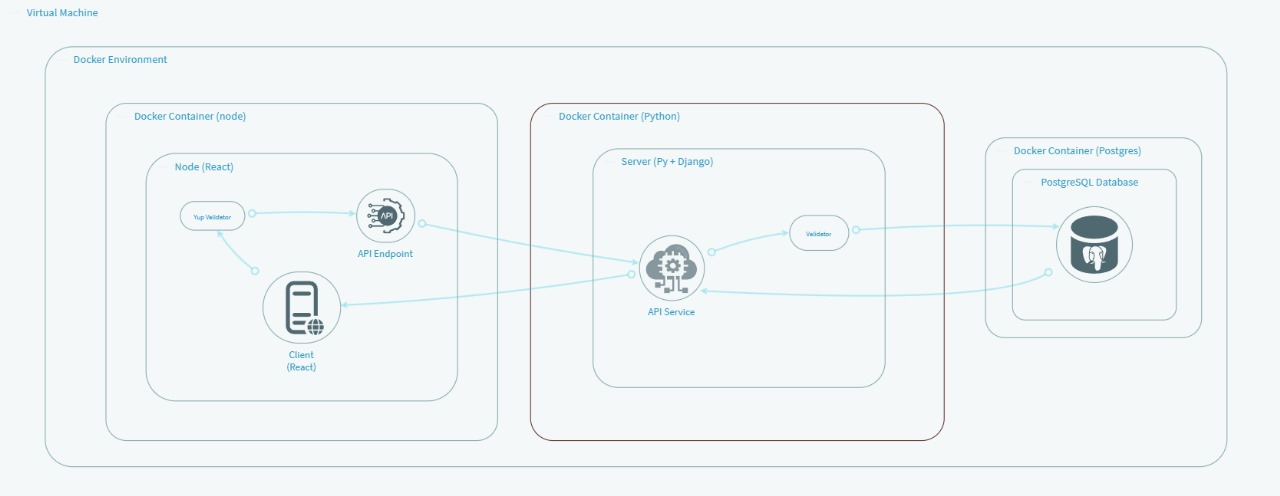 Virtual Machine
Docker Environment
Docker Container (node)
Node (React)
Yup Validator
API
API Endpoint
Client
(React)
Docker Container (Python)
Server (Py + Django)
API Service
Validator
Docker Container (Postgres)
PostgreSQL Database